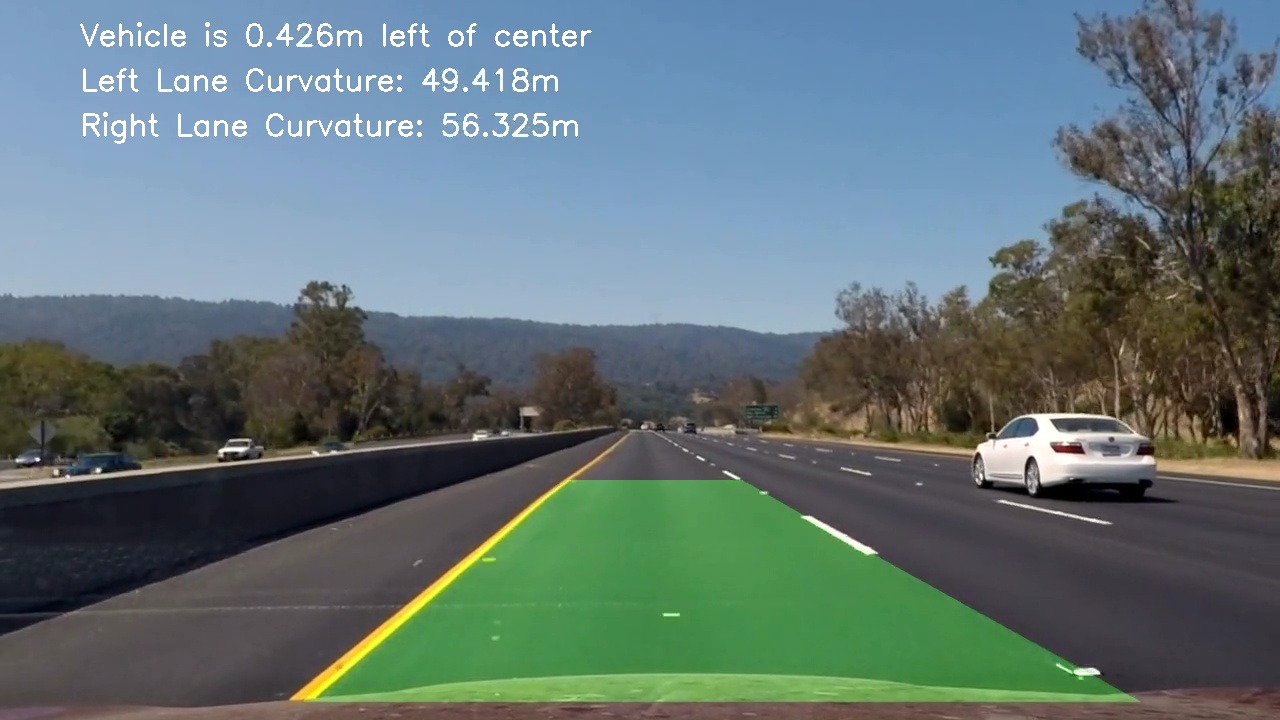 Vehicle is 0.426m left of center
Left Lane Curvature: 49.418m
Right Lane Curvature: 56.325m